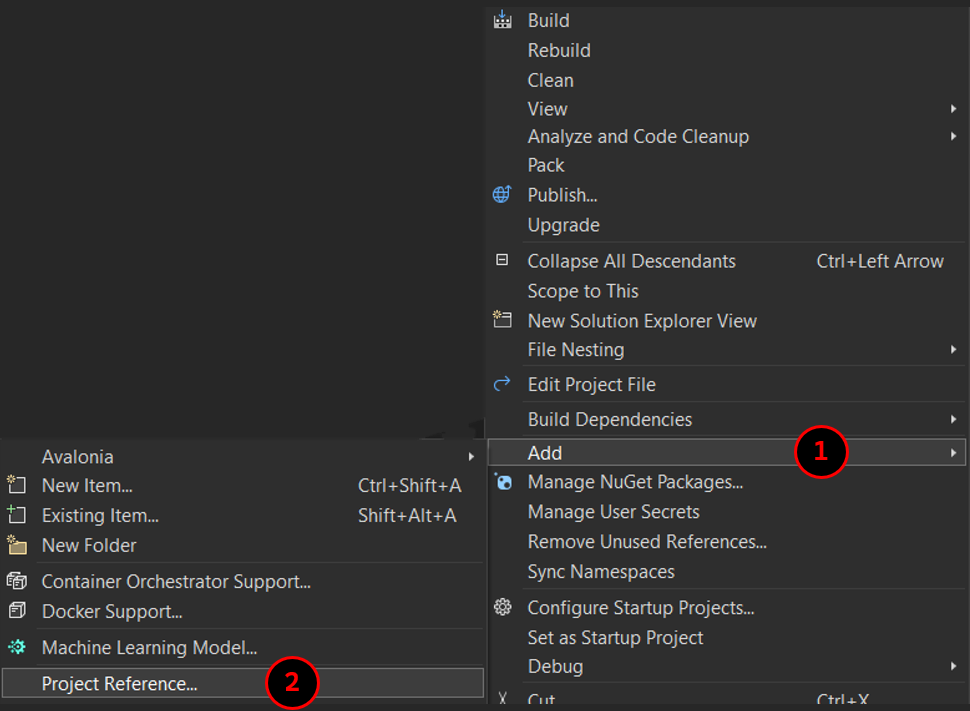 Build
Rebuild
Clean
View
Analyze and Code Cleanup
Pack
Publish...
Upgrade
Collapse All Descendants Ctrl+Left Arrow
Scope to This
New Solution Explorer View
File Nesting
Edit Project File
Build Dependencies
Add 1
Manage NuGet Packages...
Manage User Secrets
Remove Unused References...
Sync Namespaces
Configure Startup Projects...
Set as Startup Project
Debug
Cut Ctrl+X
Avalonia
New Item... Ctrl+Shift+A
Existing Item... Shift+Alt+A
New Folder
Container Orchestrator Support...
Docker Support...
Machine Learning Model...
Project Reference... 2